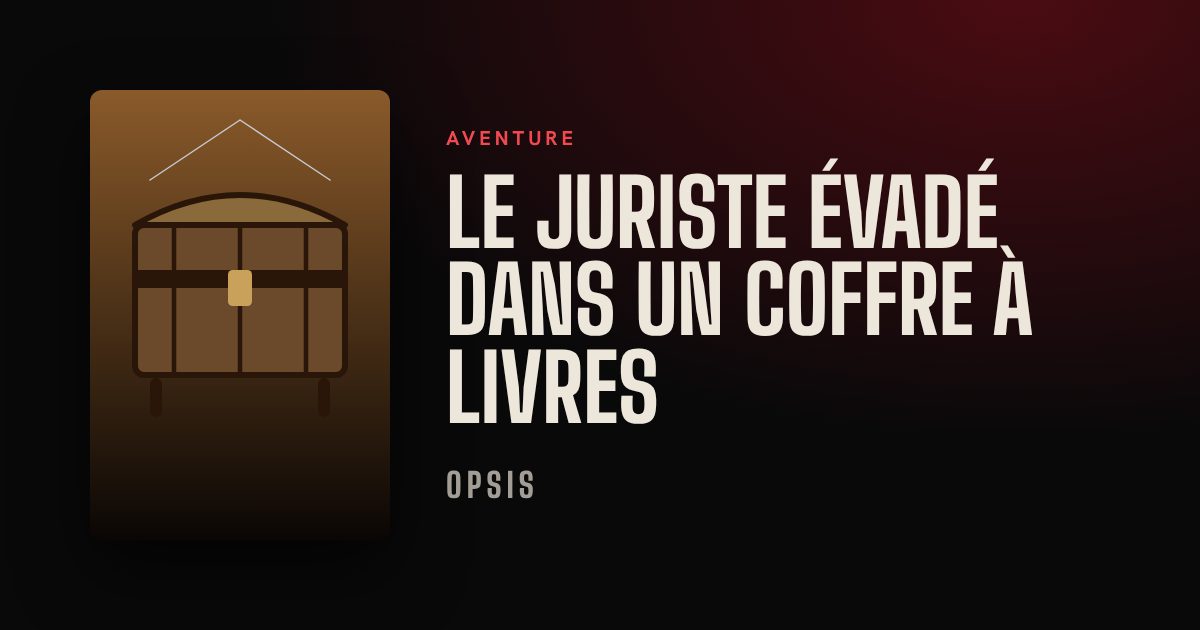 AVENTURE
LE JURISTE ÉVADÉ
DANS UN COFFRE À
LIVRES
OPSIS